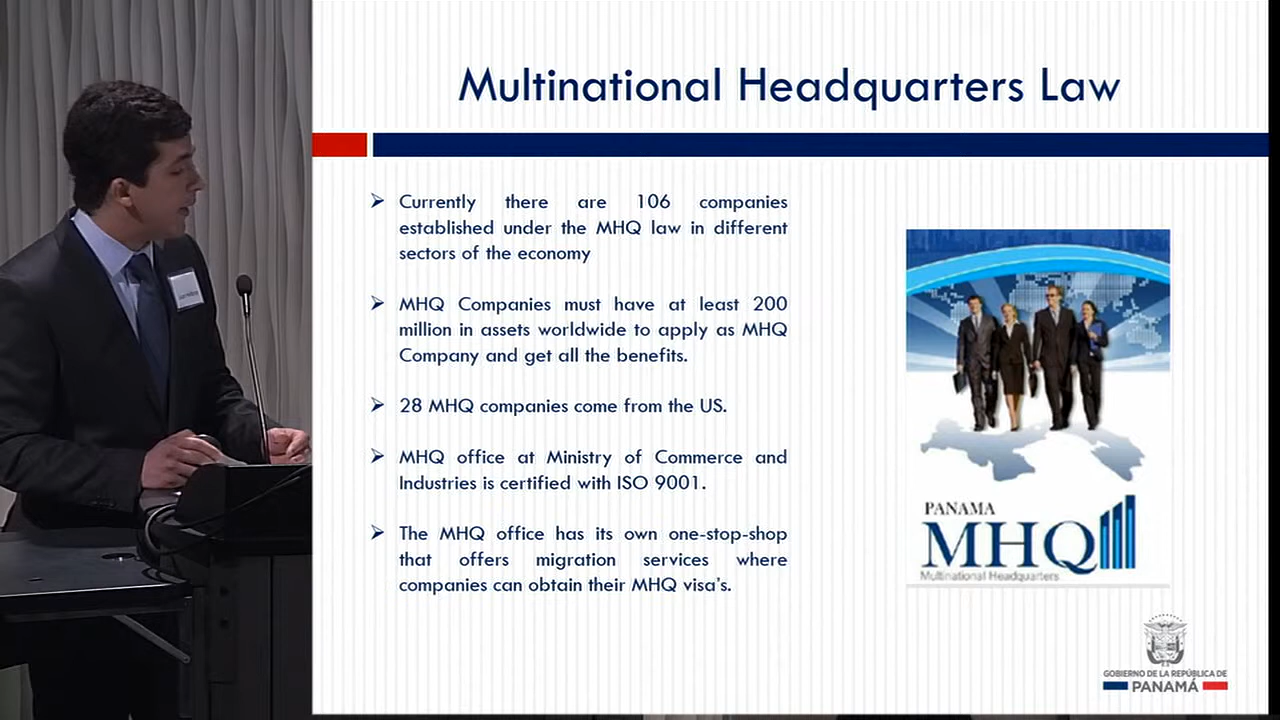 Multinational Headquarters Law
Currently there are 106 companies
established under the MHQ law in different
sectors of the economy
MHQ Companies must have at least 200
million in assets worldwide to apply as MHQ
Company and get all the benefits.
28 MHQ companies come from the US.
MHQ office at Ministry of Commerce and
Industries is certified with ISO 9001.
The MHQ office has its own one-stop-shop
that offers migration services where
companies can obtain their MHQ visa's.
PANAMA
MHQ
Multinational Headquarters
GOBIERNO DE LA REPÚBLICA DE
PANAMÁ